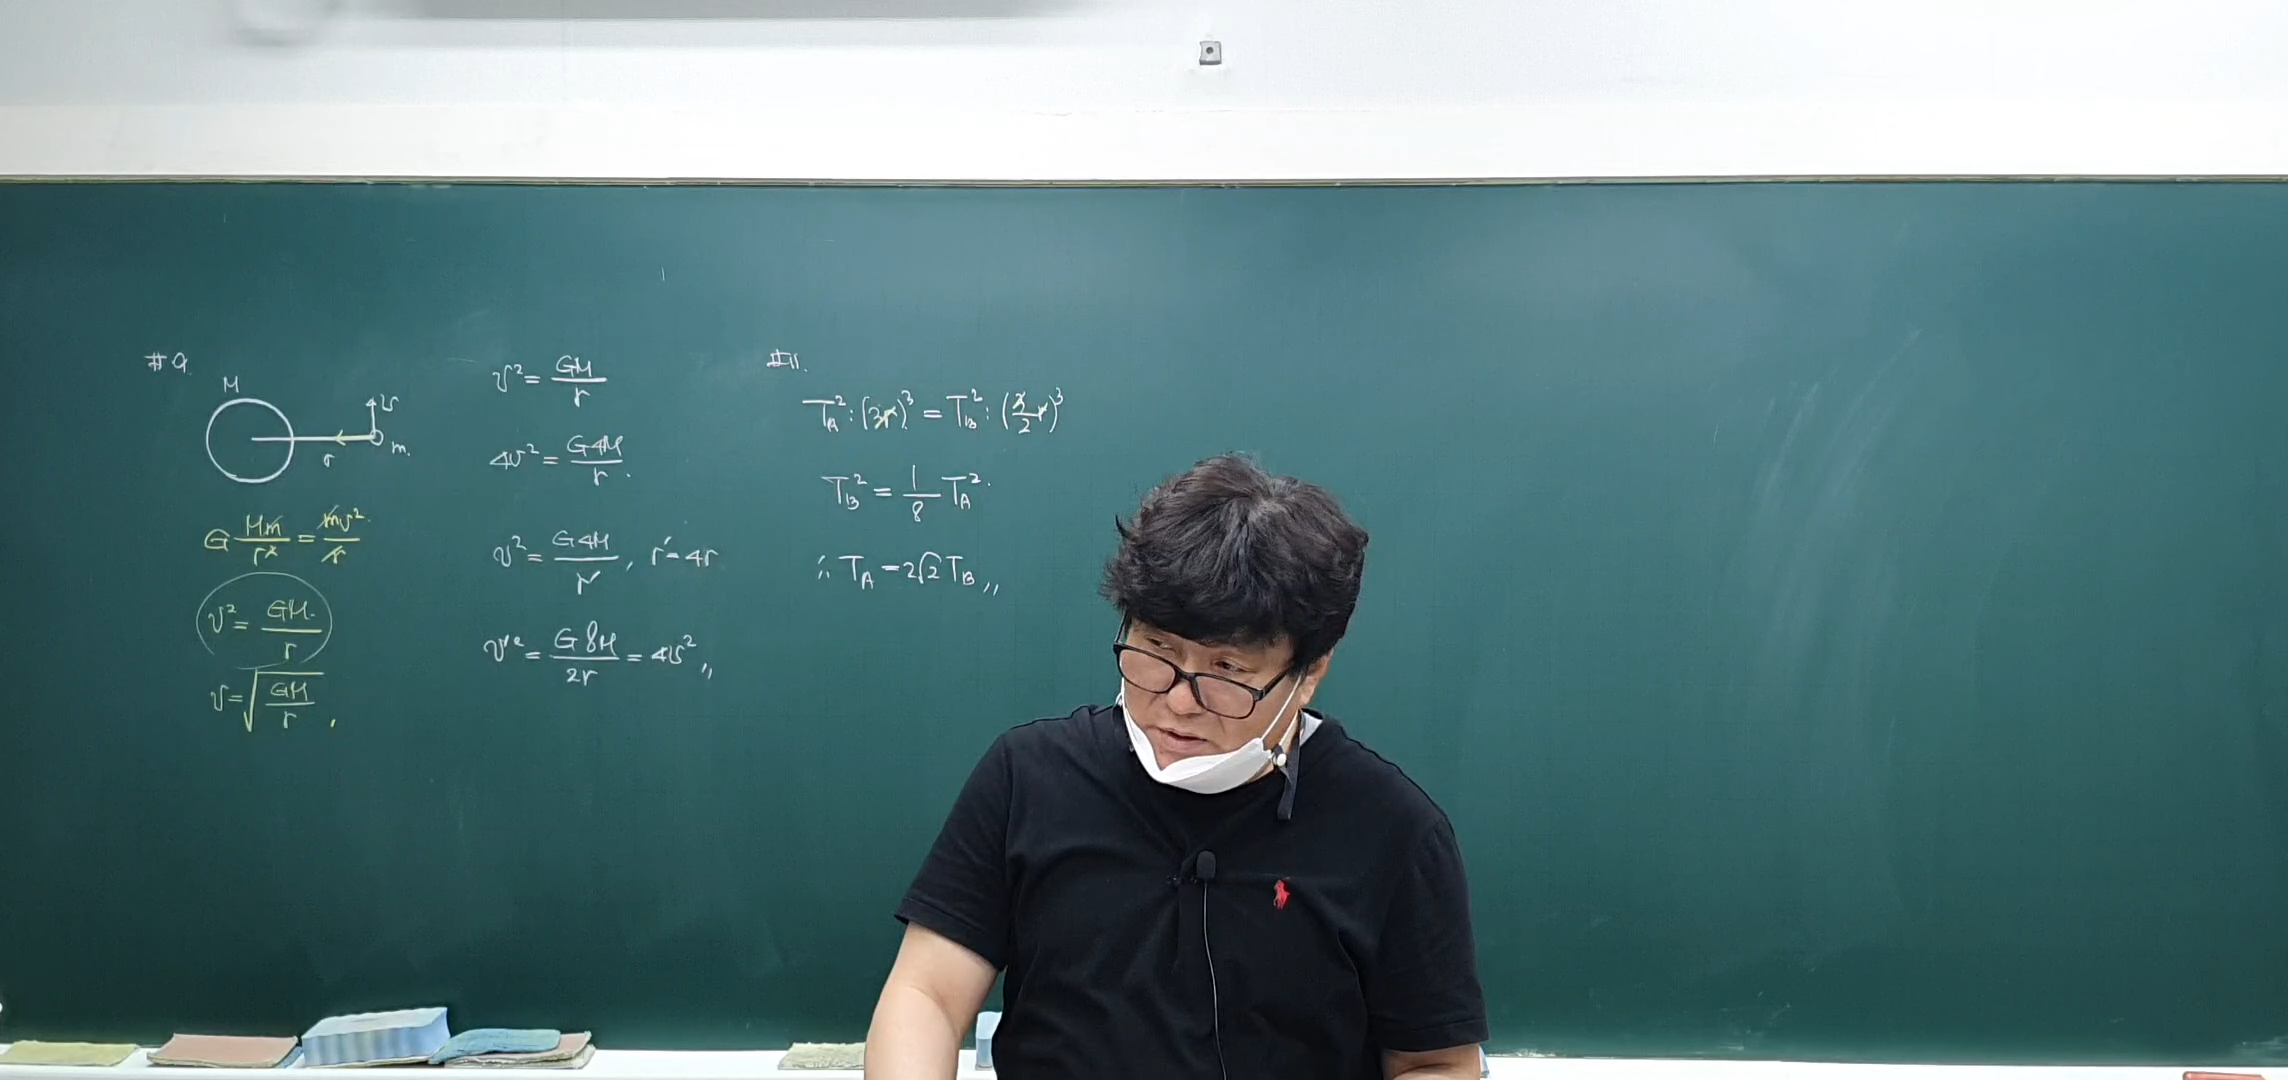 #9.
M
v
m.
r
G Mm/r² = mv²/r
v² = GM/r
v = √(GM/r) ,
v² = GM/r
4v² = G4M/r .
v² = G4M/r′ , r′ = 4r
v′² = G8M/2r = 4v² 〃
#11.
T_A² : (3r)³ = T_B² : (3/2 r)³
T_B² = 1/8 T_A² .
∴ T_A = 2√2 T_B 〃